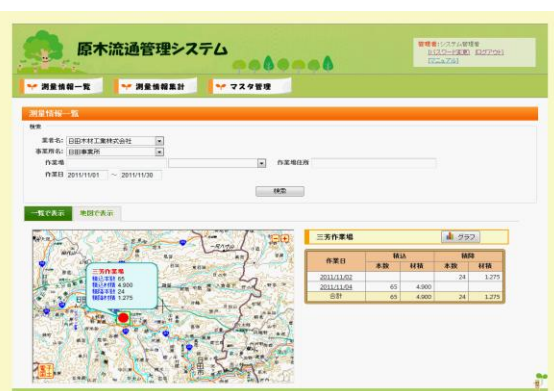 原木流通管理システム
管理者:システム管理者
[パスワード変更] [ログアウト]
[マニュアル]
測量情報一覧
測量情報集計
マスタ管理
測量情報一覧
検索
業者名: 日田木材工業株式会社
事業所名: 日田事業所
作業場
作業場住所
作業日 2011/11/01 ~ 2011/11/30
検索
一覧で表示
地図で表示
三芳作業場
積込本数 65
積込材積 4.900
積降本数 24
積降材積 1.275
三芳作業場
グラフ
作業日 積込 積降
本数 材積 本数 材積
2011/11/02 24 1.275
2011/11/04 65 4.900
合計 65 4.900 24 1.275